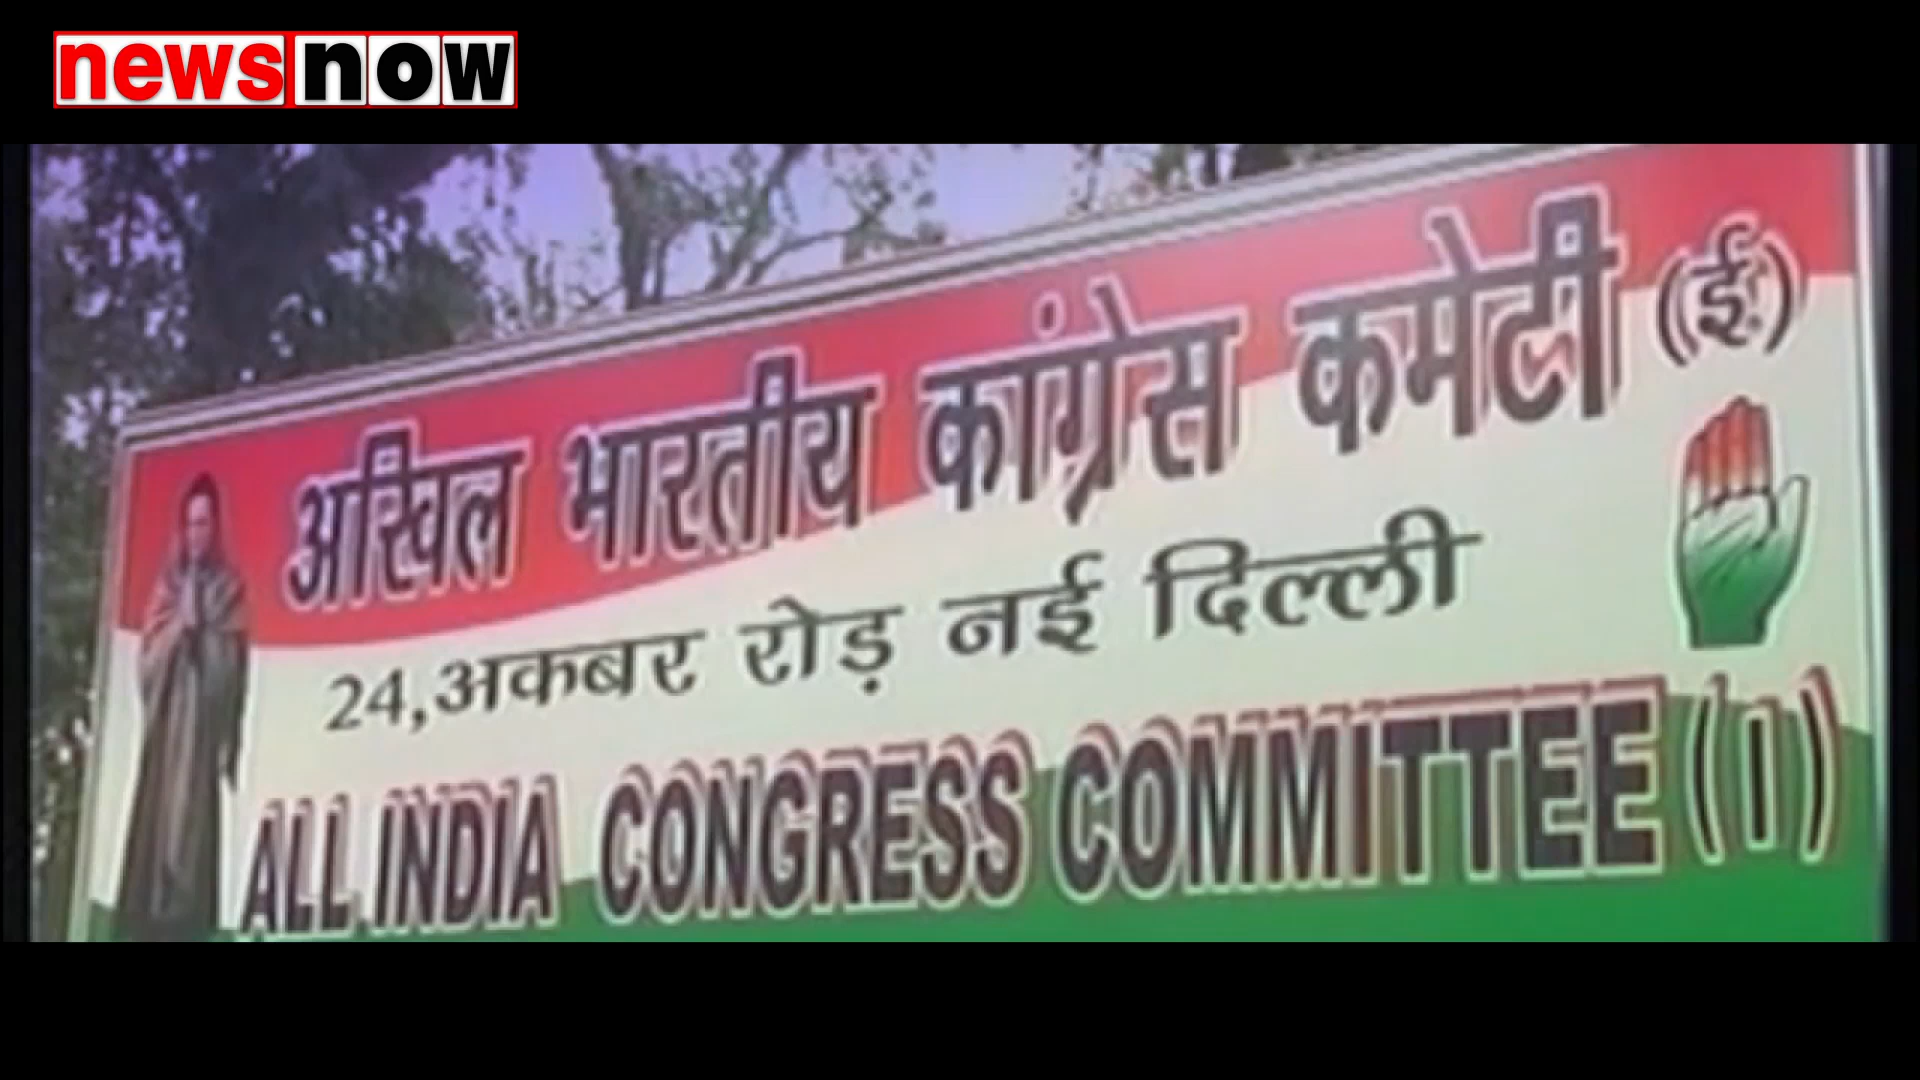 newsnow
अखिल भारतीय कांग्रेस कमेटी (ई.)
24,अकबर रोड़ नई दिल्ली
ALL INDIA CONGRESS COMMITTEE (I)